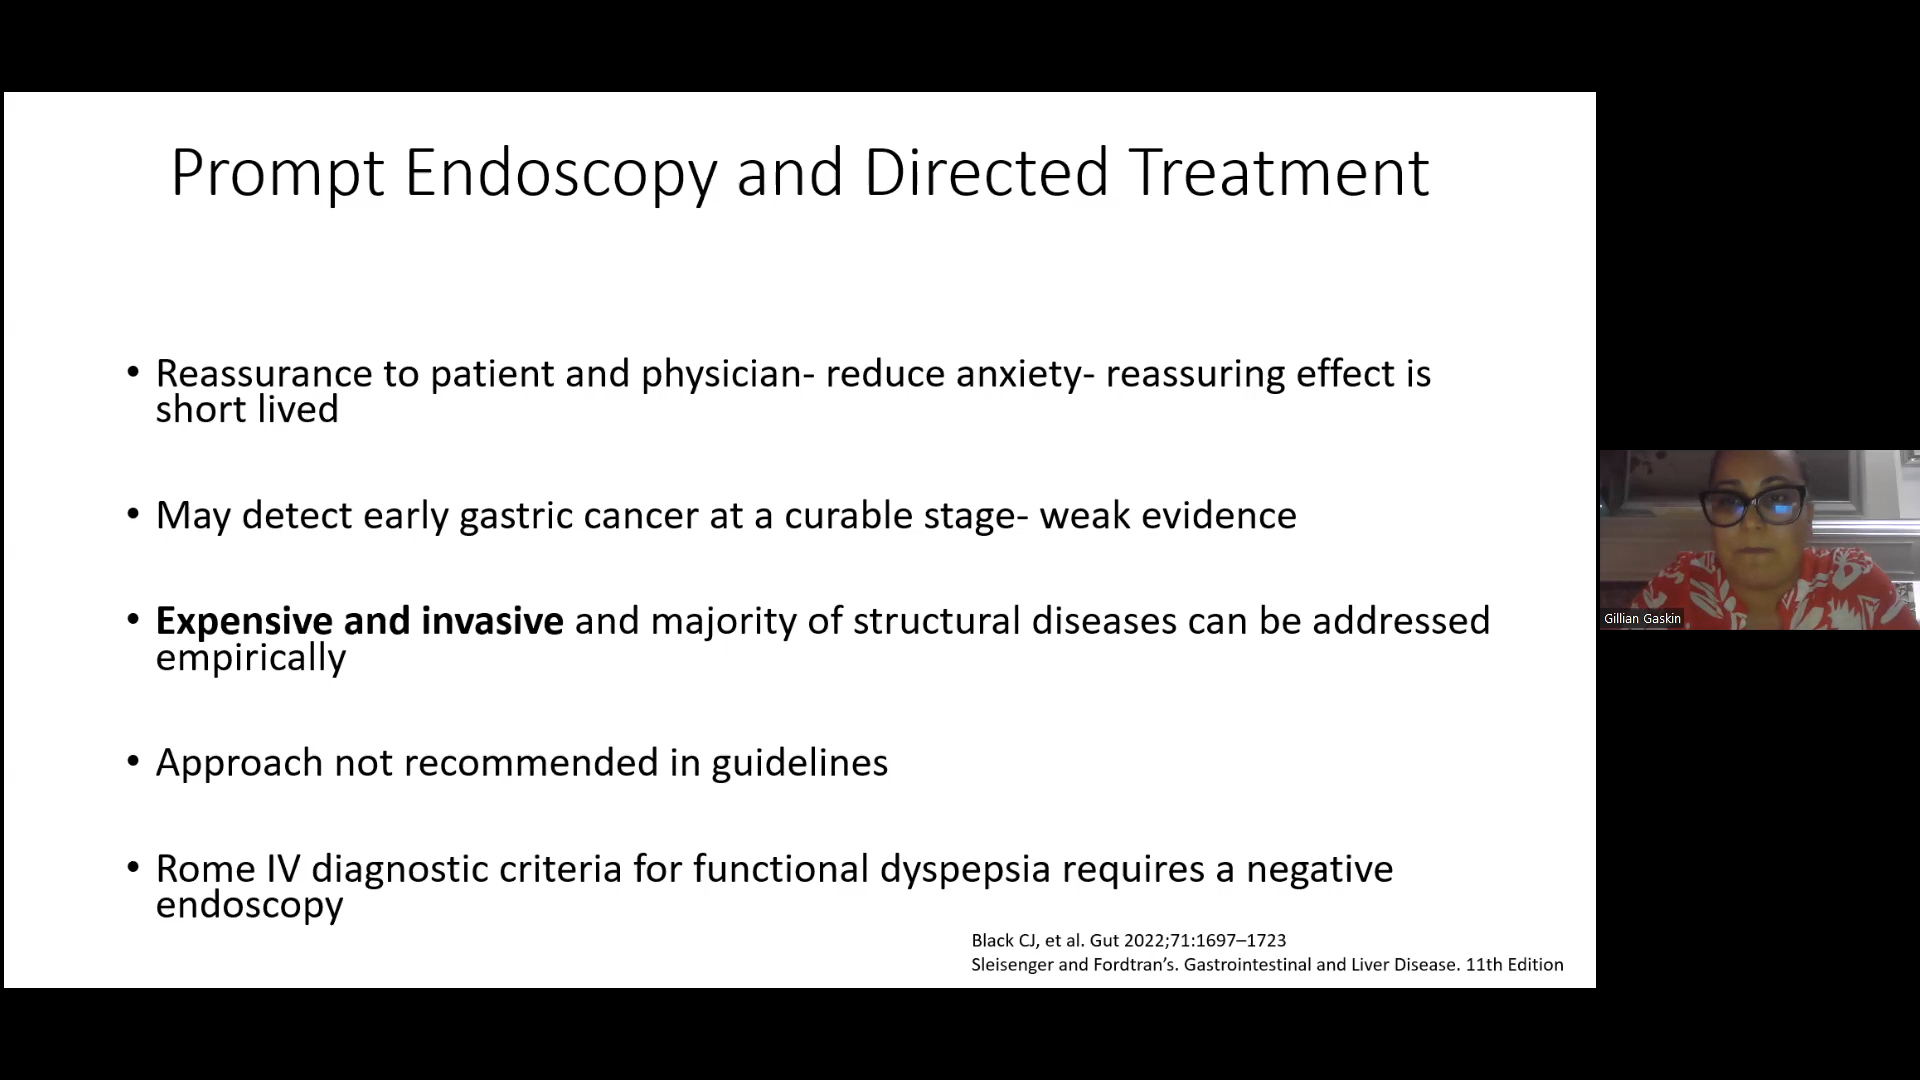 Prompt Endoscopy and Directed Treatment
• Reassurance to patient and physician- reduce anxiety- reassuring effect is
short lived
• May detect early gastric cancer at a curable stage- weak evidence
• Expensive and invasive and majority of structural diseases can be addressed
empirically
• Approach not recommended in guidelines
• Rome IV diagnostic criteria for functional dyspepsia requires a negative
endoscopy
Black CJ, et al. Gut 2022;71:1697–1723
Sleisenger and Fordtran’s. Gastrointestinal and Liver Disease. 11th Edition
Gillian Gaskin